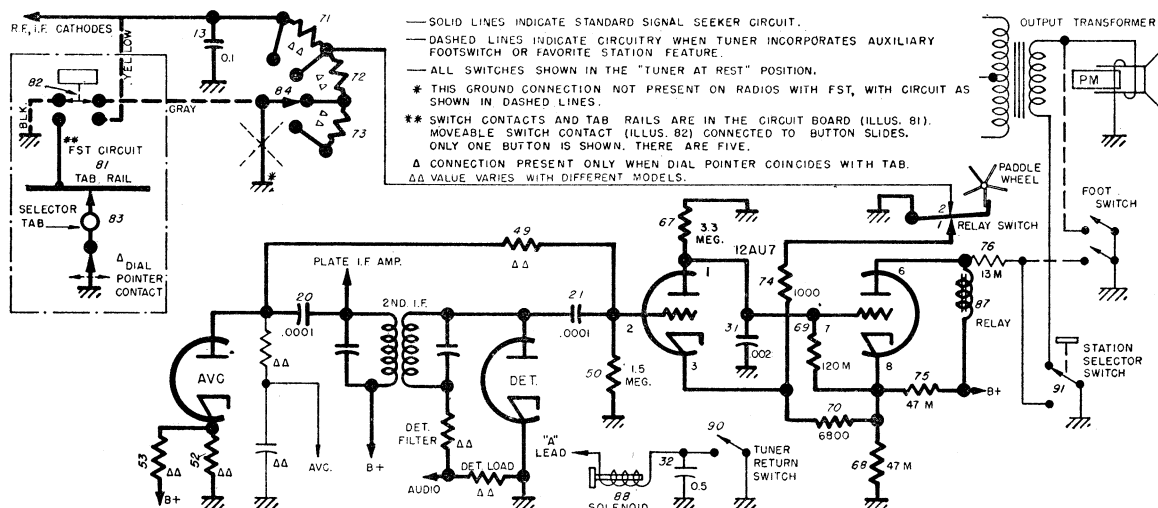 SOLID LINES INDICATE STANDARD SIGNAL SEEKER CIRCUIT.
DASHED LINES INDICATE CIRCUITRY WHEN TUNER INCORPORATES AUXILIARY
FOOTSWITCH OR FAVORITE STATION FEATURE.
ALL SWITCHES SHOWN IN THE "TUNER AT REST" POSITION.
* THIS GROUND CONNECTION NOT PRESENT ON RADIOS WITH FST, WITH CIRCUIT AS
SHOWN IN DASHED LINES.
** SWITCH CONTACTS AND TAB RAILS ARE IN THE CIRCUIT BOARD (ILLUS. 81).
MOVEABLE SWITCH CONTACT (ILLUS. 82) CONNECTED TO BUTTON SLIDES.
ONLY ONE BUTTON IS SHOWN. THERE ARE FIVE.
Δ CONNECTION PRESENT ONLY WHEN DIAL POINTER COINCIDES WITH TAB.
ΔΔ VALUE VARIES WITH DIFFERENT MODELS.
R.F., I.F. CATHODES
13
0.1
71
ΔΔ
72
ΔΔ
73
ΔΔ
84
*
YELLOW
GRAY
BLK.
82
**
FST CIRCUIT
81
TAB RAIL
SELECTOR
TAB
83
Δ DIAL
POINTER
CONTACT
OUTPUT TRANSFORMER
PM
PADDLE
WHEEL
2
1
RELAY SWITCH
FOOT
SWITCH
76
13 M
87
RELAY
STATION
SELECTOR
SWITCH
91
B+
75
47 M
67
3.3
MEG.
12AU7
1
2
3
74
1000
6
7
8
31
.002
69
120 M
70
6800
68
47 M
49
ΔΔ
PLATE I.F. AMP.
20
.0001
2ND. I.F.
21
.0001
50
1.5
MEG.
AVC
DET.
53
ΔΔ
52
ΔΔ
B+
ΔΔ
ΔΔ
AVC.
B+
DET.
FILTER
ΔΔ
AUDIO
DET. LOAD
ΔΔ
"A"
LEAD
88
SOLENOID
32
0.5
90
TUNER
RETURN
SWITCH